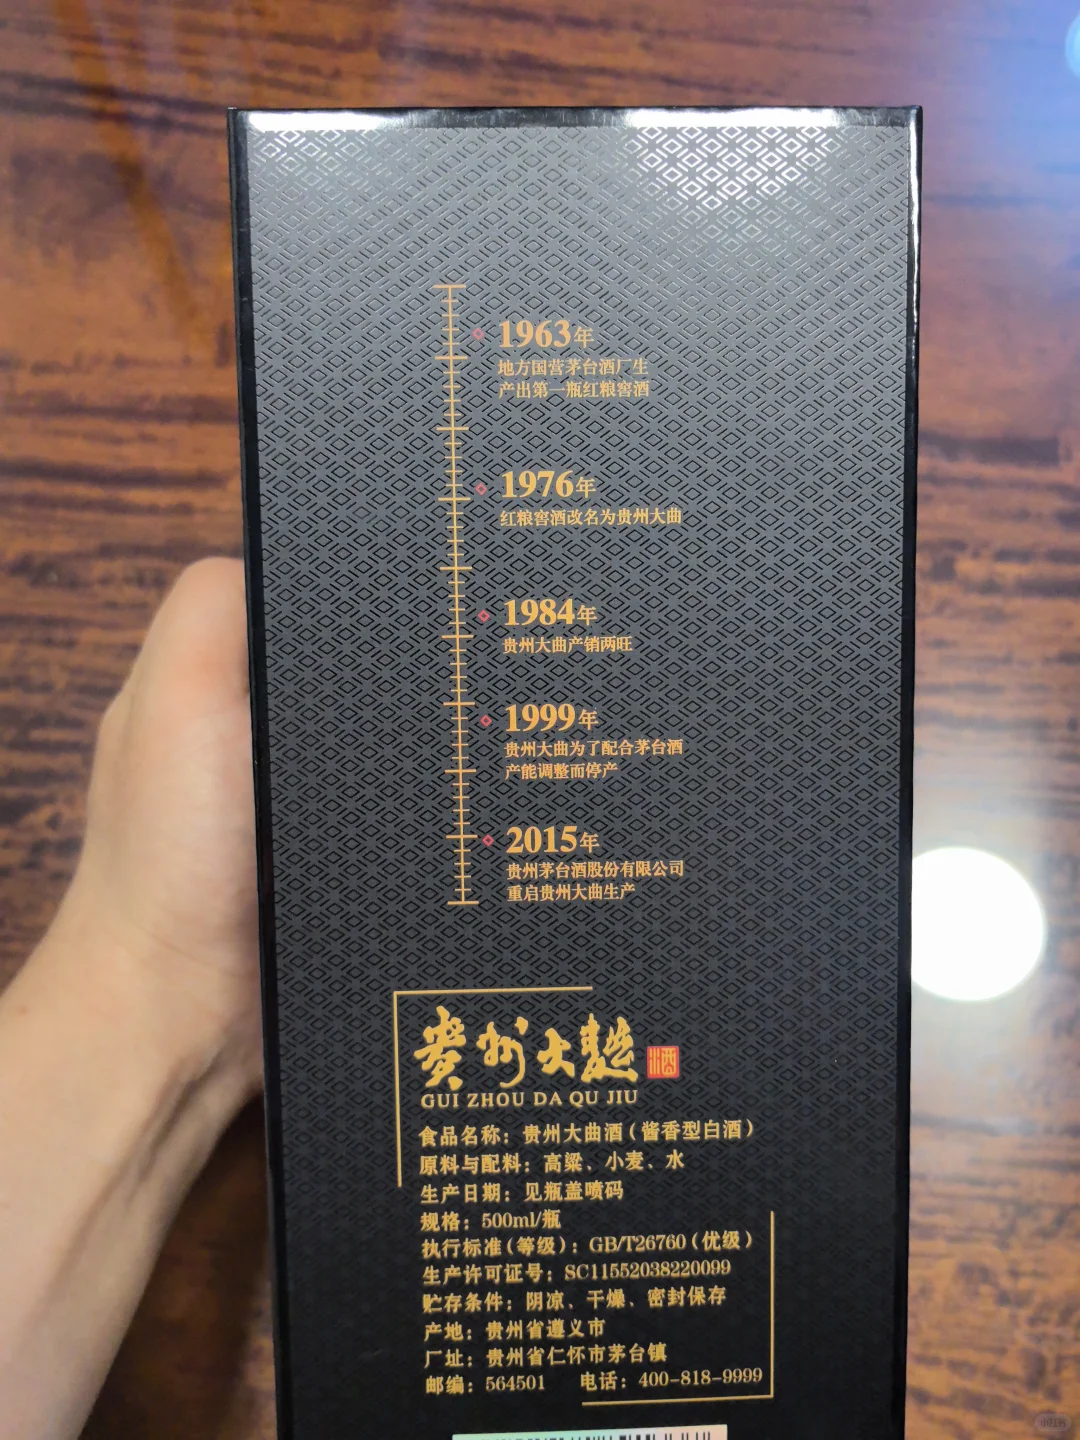 1963年
地方国营茅台酒厂生
产出第一瓶红粮窖酒
1976年
红粮窖酒改名为贵州大曲
1984年
贵州大曲产销两旺
1999年
贵州大曲为了配合茅台酒
产能调整而停产
2015年
贵州茅台酒股份有限公司
重启贵州大曲生产
貴州大麯 酒
GUI ZHOU DA QU JIU
食品名称：贵州大曲酒（酱香型白酒）
原料与配料：高粱、小麦、水
生产日期：见瓶盖喷码
规格：500ml/瓶
执行标准（等级）：GB/T26760（优级）
生产许可证号：SC11552038220099
贮存条件：阴凉、干燥、密封保存
产地：贵州省遵义市
厂址：贵州省仁怀市茅台镇
邮编：564501 电话：400-818-9999